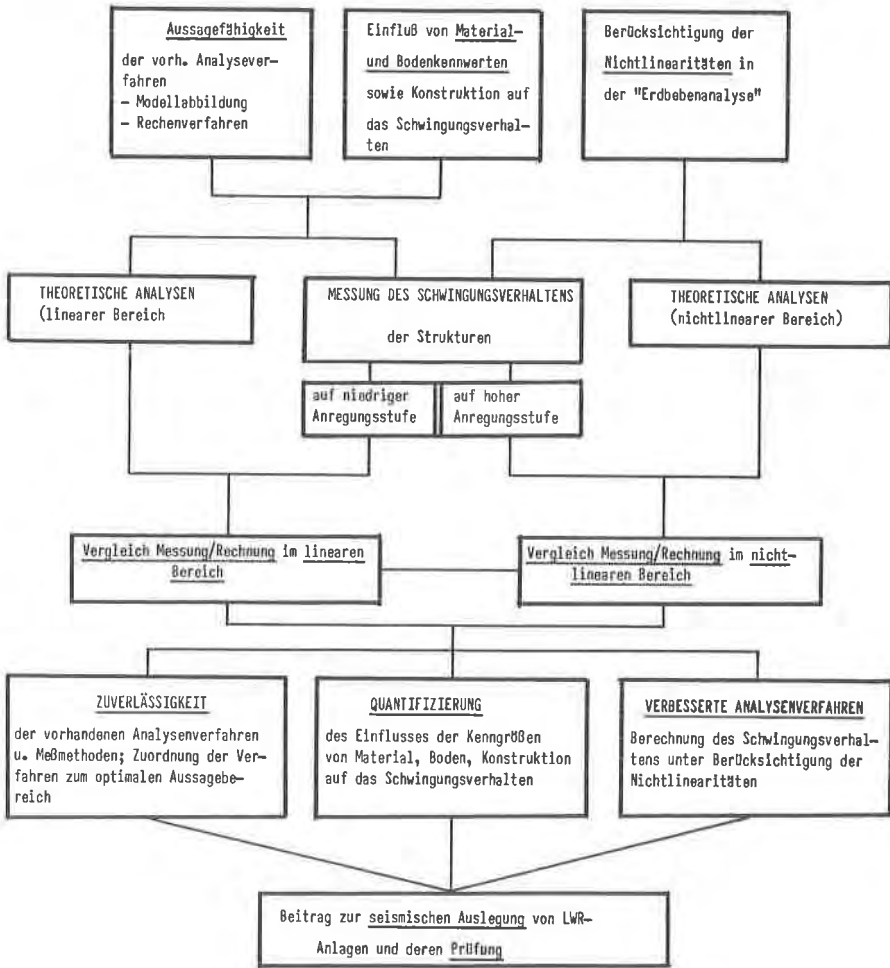 Aussagefähigkeit
der vorh. Analysever-
fahren
- Modellabbildung
- Rechenverfahren
Einfluß von Material-
und Bodenkennwerten
sowie Konstruktion auf
das Schwingungsverhal-
ten
Berücksichtigung der
Nichtlinearitäten in
der "Erdbebenanalyse"
THEORETISCHE ANALYSEN
(linearer Bereich
MESSUNG DES SCHWINGUNGSVERHALTENS
der Strukturen
THEORETISCHE ANALYSEN
(nichtlinearer Bereich)
auf niedriger
Anregungsstufe
auf hoher
Anregungsstufe
Vergleich Messung/Rechnung im linearen
Bereich
Vergleich Messung/Rechnung im nicht-
linearen Bereich
ZUVERLÄSSIGKEIT
der vorhandenen Analysenverfahren
u. Meßmethoden; Zuordnung der Ver-
fahren zum optimalen Aussagebe-
reich
QUANTIFIZIERUNG
des Einflusses der Kenngrößen
von Material, Boden, Konstruktion
auf das Schwingungsverhalten
VERBESSERTE ANALYSENVERFAHREN
Berechnung des Schwingungsverhal-
tens unter Berücksichtigung der
Nichtlinearitäten
Beitrag zur seismischen Auslegung von LWR-
Anlagen und deren Prüfung